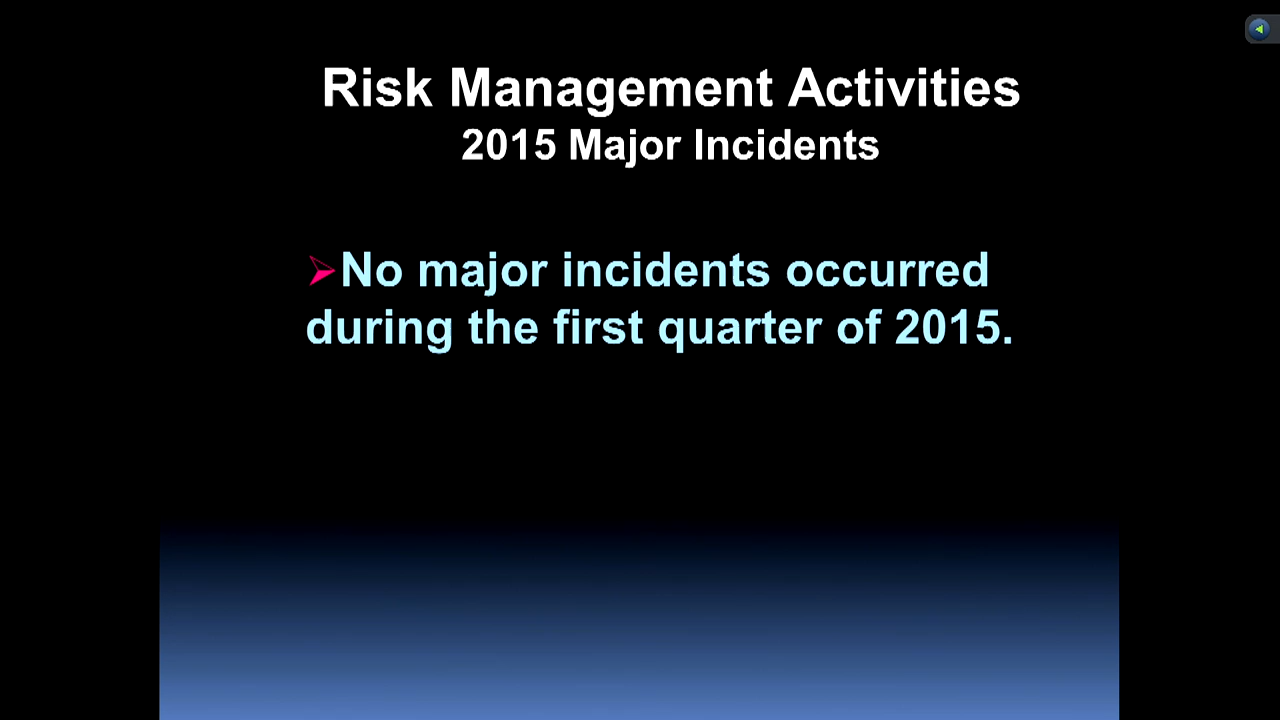 Risk Management Activities
2015 Major Incidents
No major incidents occurred
during the first quarter of 2015.